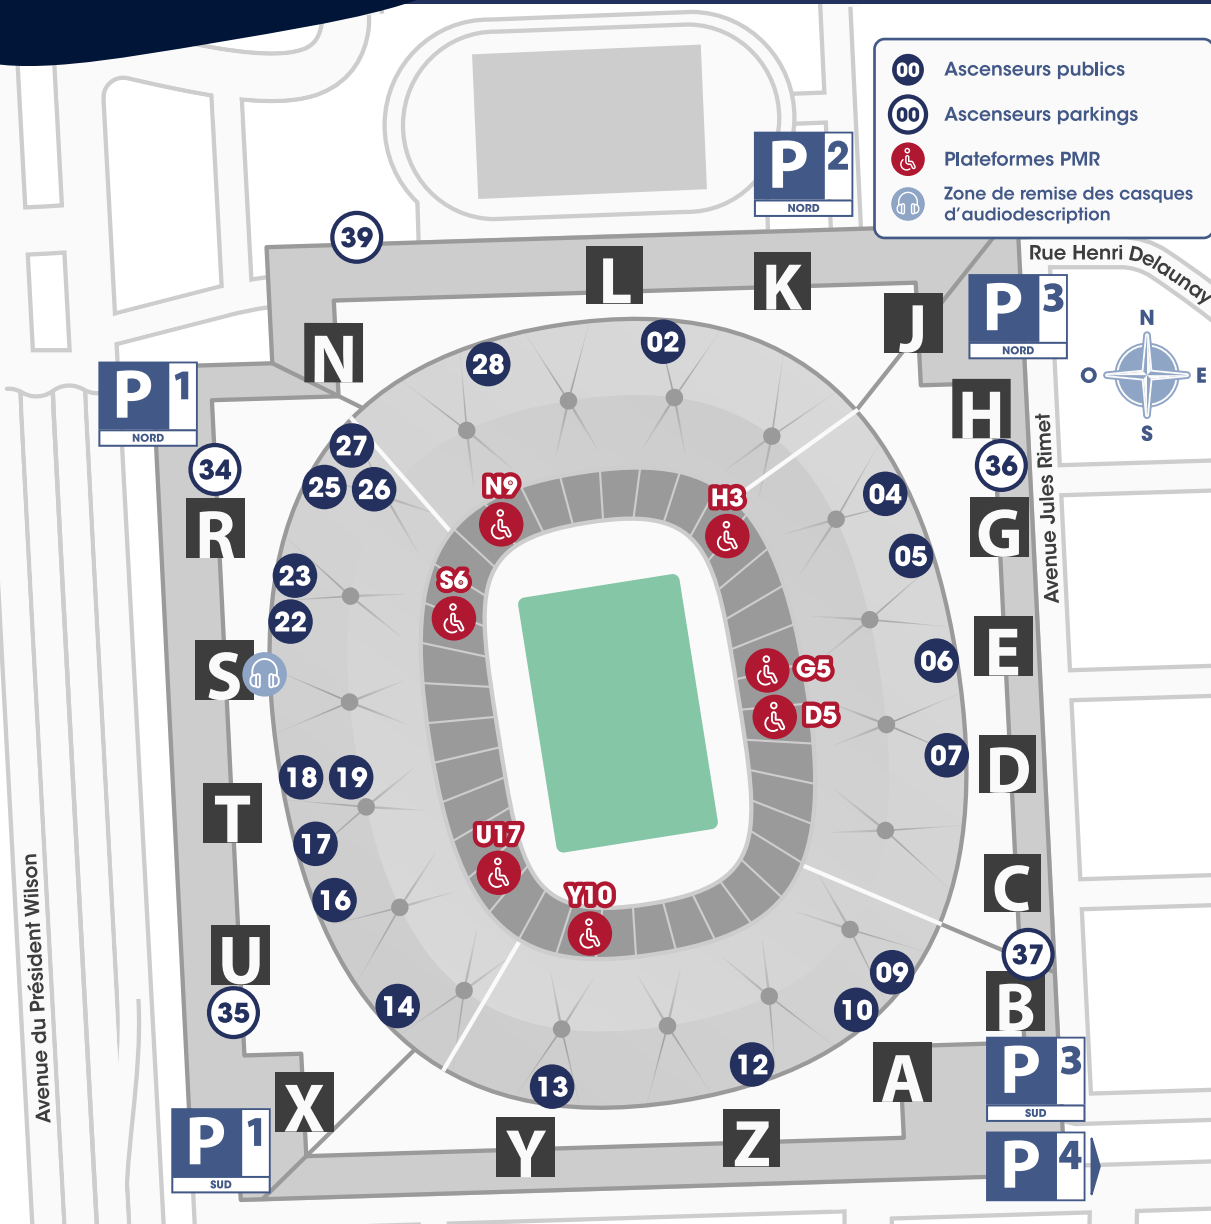 00 Ascenseurs publics
00 Ascenseurs parkings
Plateformes PMR
Zone de remise des casques
d'audiodescription
P 2
NORD
39
L
K
Rue Henri Delaunay
J
P 3
NORD
N
O
E
S
N
28
02
P 1
NORD
H
27
34
25
26
36
04
N9
H3
R
G
05
Avenue Jules Rimet
23
S6
22
S
E
06
G5
D5
18
19
07
D
T
17
U17
16
Y10
C
Avenue du Président Wilson
U
37
09
35
14
10
B
13
12
A
P 3
SUD
X
P 1
SUD
Y
Z
P 4